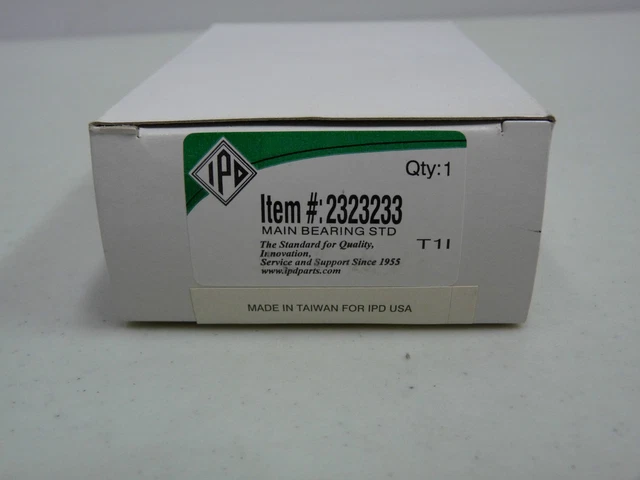 IPD
Qty:1
Item #: 2323233
MAIN BEARING STD
The Standard for Quality,
Innovation,
Service and Support Since 1955
www.ipdparts.com
T1I
MADE IN TAIWAN FOR IPD USA